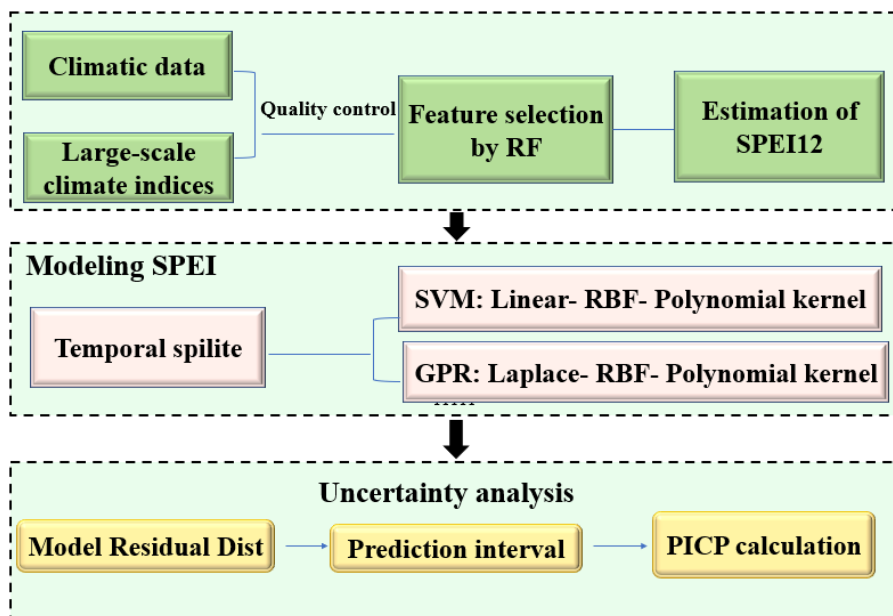 Climatic data
Large-scale
climate indices
Quality control
Feature selection
by RF
Estimation of
SPEI12
Modeling SPEI
Temporal spilite
SVM: Linear- RBF- Polynomial kernel
GPR: Laplace- RBF- Polynomial kernel
Uncertainty analysis
Model Residual Dist
Prediction interval
PICP calculation